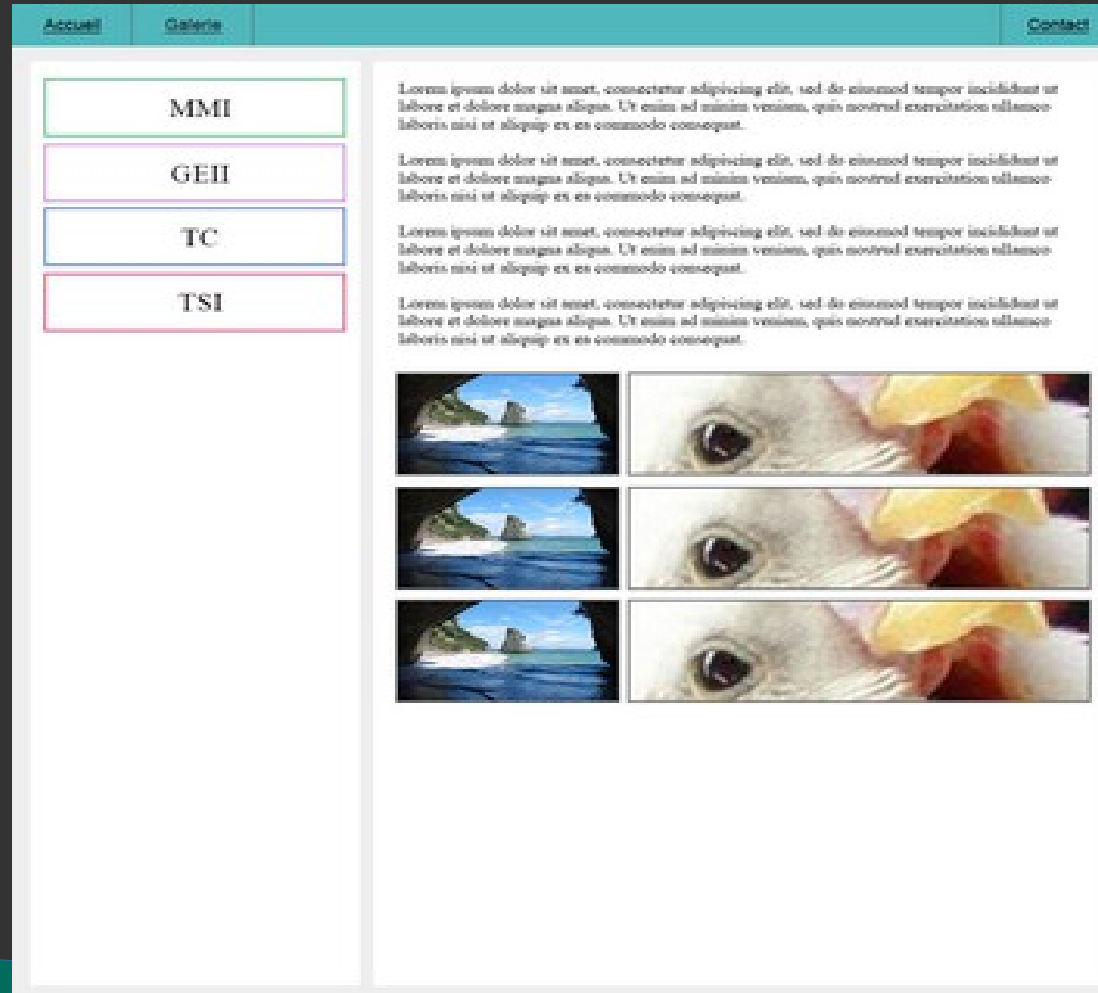 Accueil
Galerie
Contact
MMI
GEII
TC
TSI
Lorem ipsum dolor sit amet, consectetur adipiscing elit, sed do eiusmod tempor incididunt ut
labore et dolore magna aliqua. Ut enim ad minim veniam, quis nostrud exercitation ullamco
laboris nisi ut aliquip ex ea commodo consequat.
Lorem ipsum dolor sit amet, consectetur adipiscing elit, sed do eiusmod tempor incididunt ut
labore et dolore magna aliqua. Ut enim ad minim veniam, quis nostrud exercitation ullamco
laboris nisi ut aliquip ex ea commodo consequat.
Lorem ipsum dolor sit amet, consectetur adipiscing elit, sed do eiusmod tempor incididunt ut
labore et dolore magna aliqua. Ut enim ad minim veniam, quis nostrud exercitation ullamco
laboris nisi ut aliquip ex ea commodo consequat.
Lorem ipsum dolor sit amet, consectetur adipiscing elit, sed do eiusmod tempor incididunt ut
labore et dolore magna aliqua. Ut enim ad minim veniam, quis nostrud exercitation ullamco
laboris nisi ut aliquip ex ea commodo consequat.